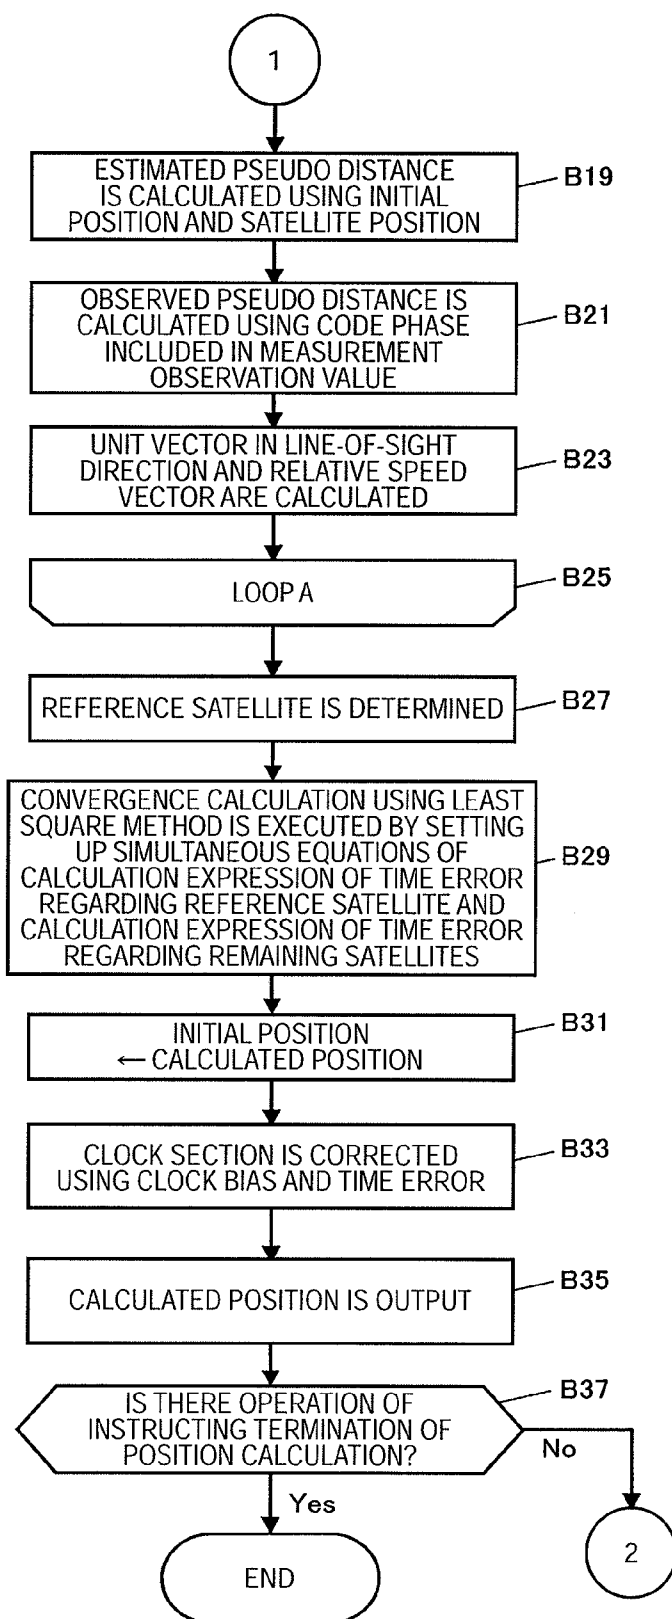 1
ESTIMATED PSEUDO DISTANCE
IS CALCULATED USING INITIAL
POSITION AND SATELLITE POSITION
B19
OBSERVED PSEUDO DISTANCE IS
CALCULATED USING CODE PHASE
INCLUDED IN MEASUREMENT
OBSERVATION VALUE
B21
UNIT VECTOR IN LINE-OF-SIGHT
DIRECTION AND RELATIVE SPEED
VECTOR ARE CALCULATED
B23
LOOP A
B25
REFERENCE SATELLITE IS DETERMINED
B27
CONVERGENCE CALCULATION USING LEAST
SQUARE METHOD IS EXECUTED BY SETTING
UP SIMULTANEOUS EQUATIONS OF
CALCULATION EXPRESSION OF TIME ERROR
REGARDING REFERENCE SATELLITE AND
CALCULATION EXPRESSION OF TIME ERROR
REGARDING REMAINING SATELLITES
B29
INITIAL POSITION
← CALCULATED POSITION
B31
CLOCK SECTION IS CORRECTED
USING CLOCK BIAS AND TIME ERROR
B33
CALCULATED POSITION IS OUTPUT
B35
IS THERE OPERATION OF
INSTRUCTING TERMINATION OF
POSITION CALCULATION?
B37
No
Yes
2
END